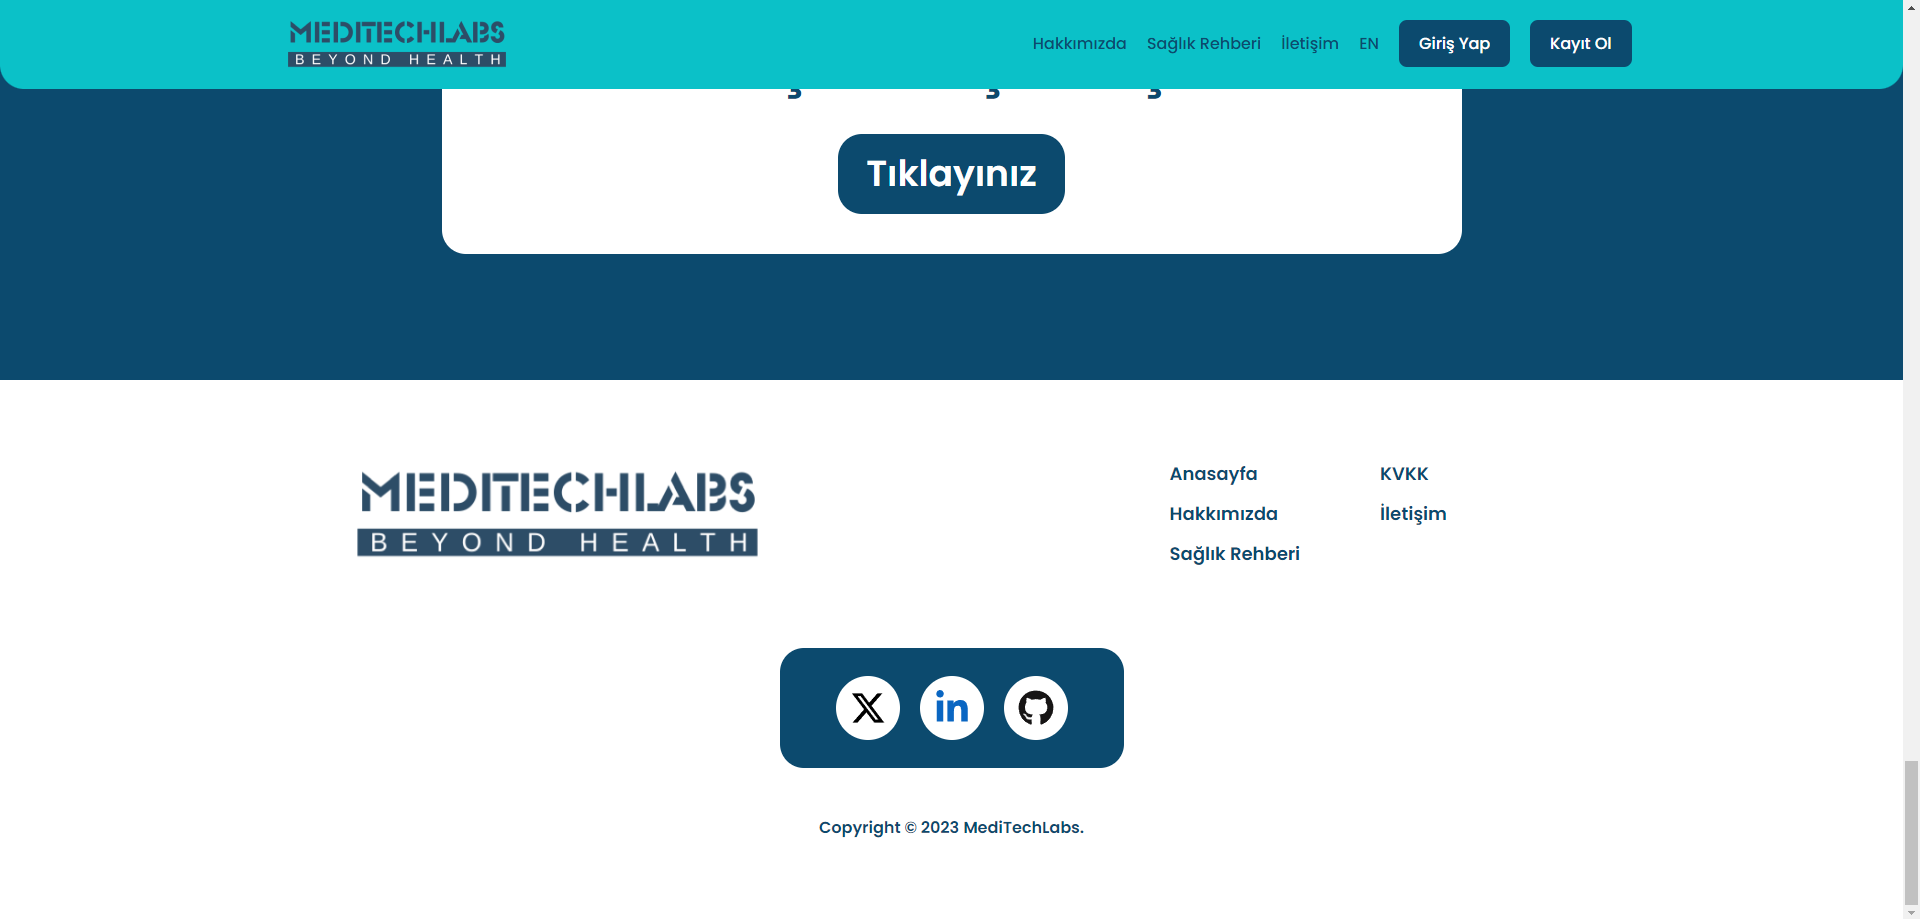 MEDITECHLABS
BEYOND HEALTH
Hakkımızda Sağlık Rehberi İletişim EN Giriş Yap Kayıt Ol
Tıklayınız
MEDITECHLABS
BEYOND HEALTH
Anasayfa KVKK
Hakkımızda İletişim
Sağlık Rehberi
Copyright © 2023 MediTechLabs.